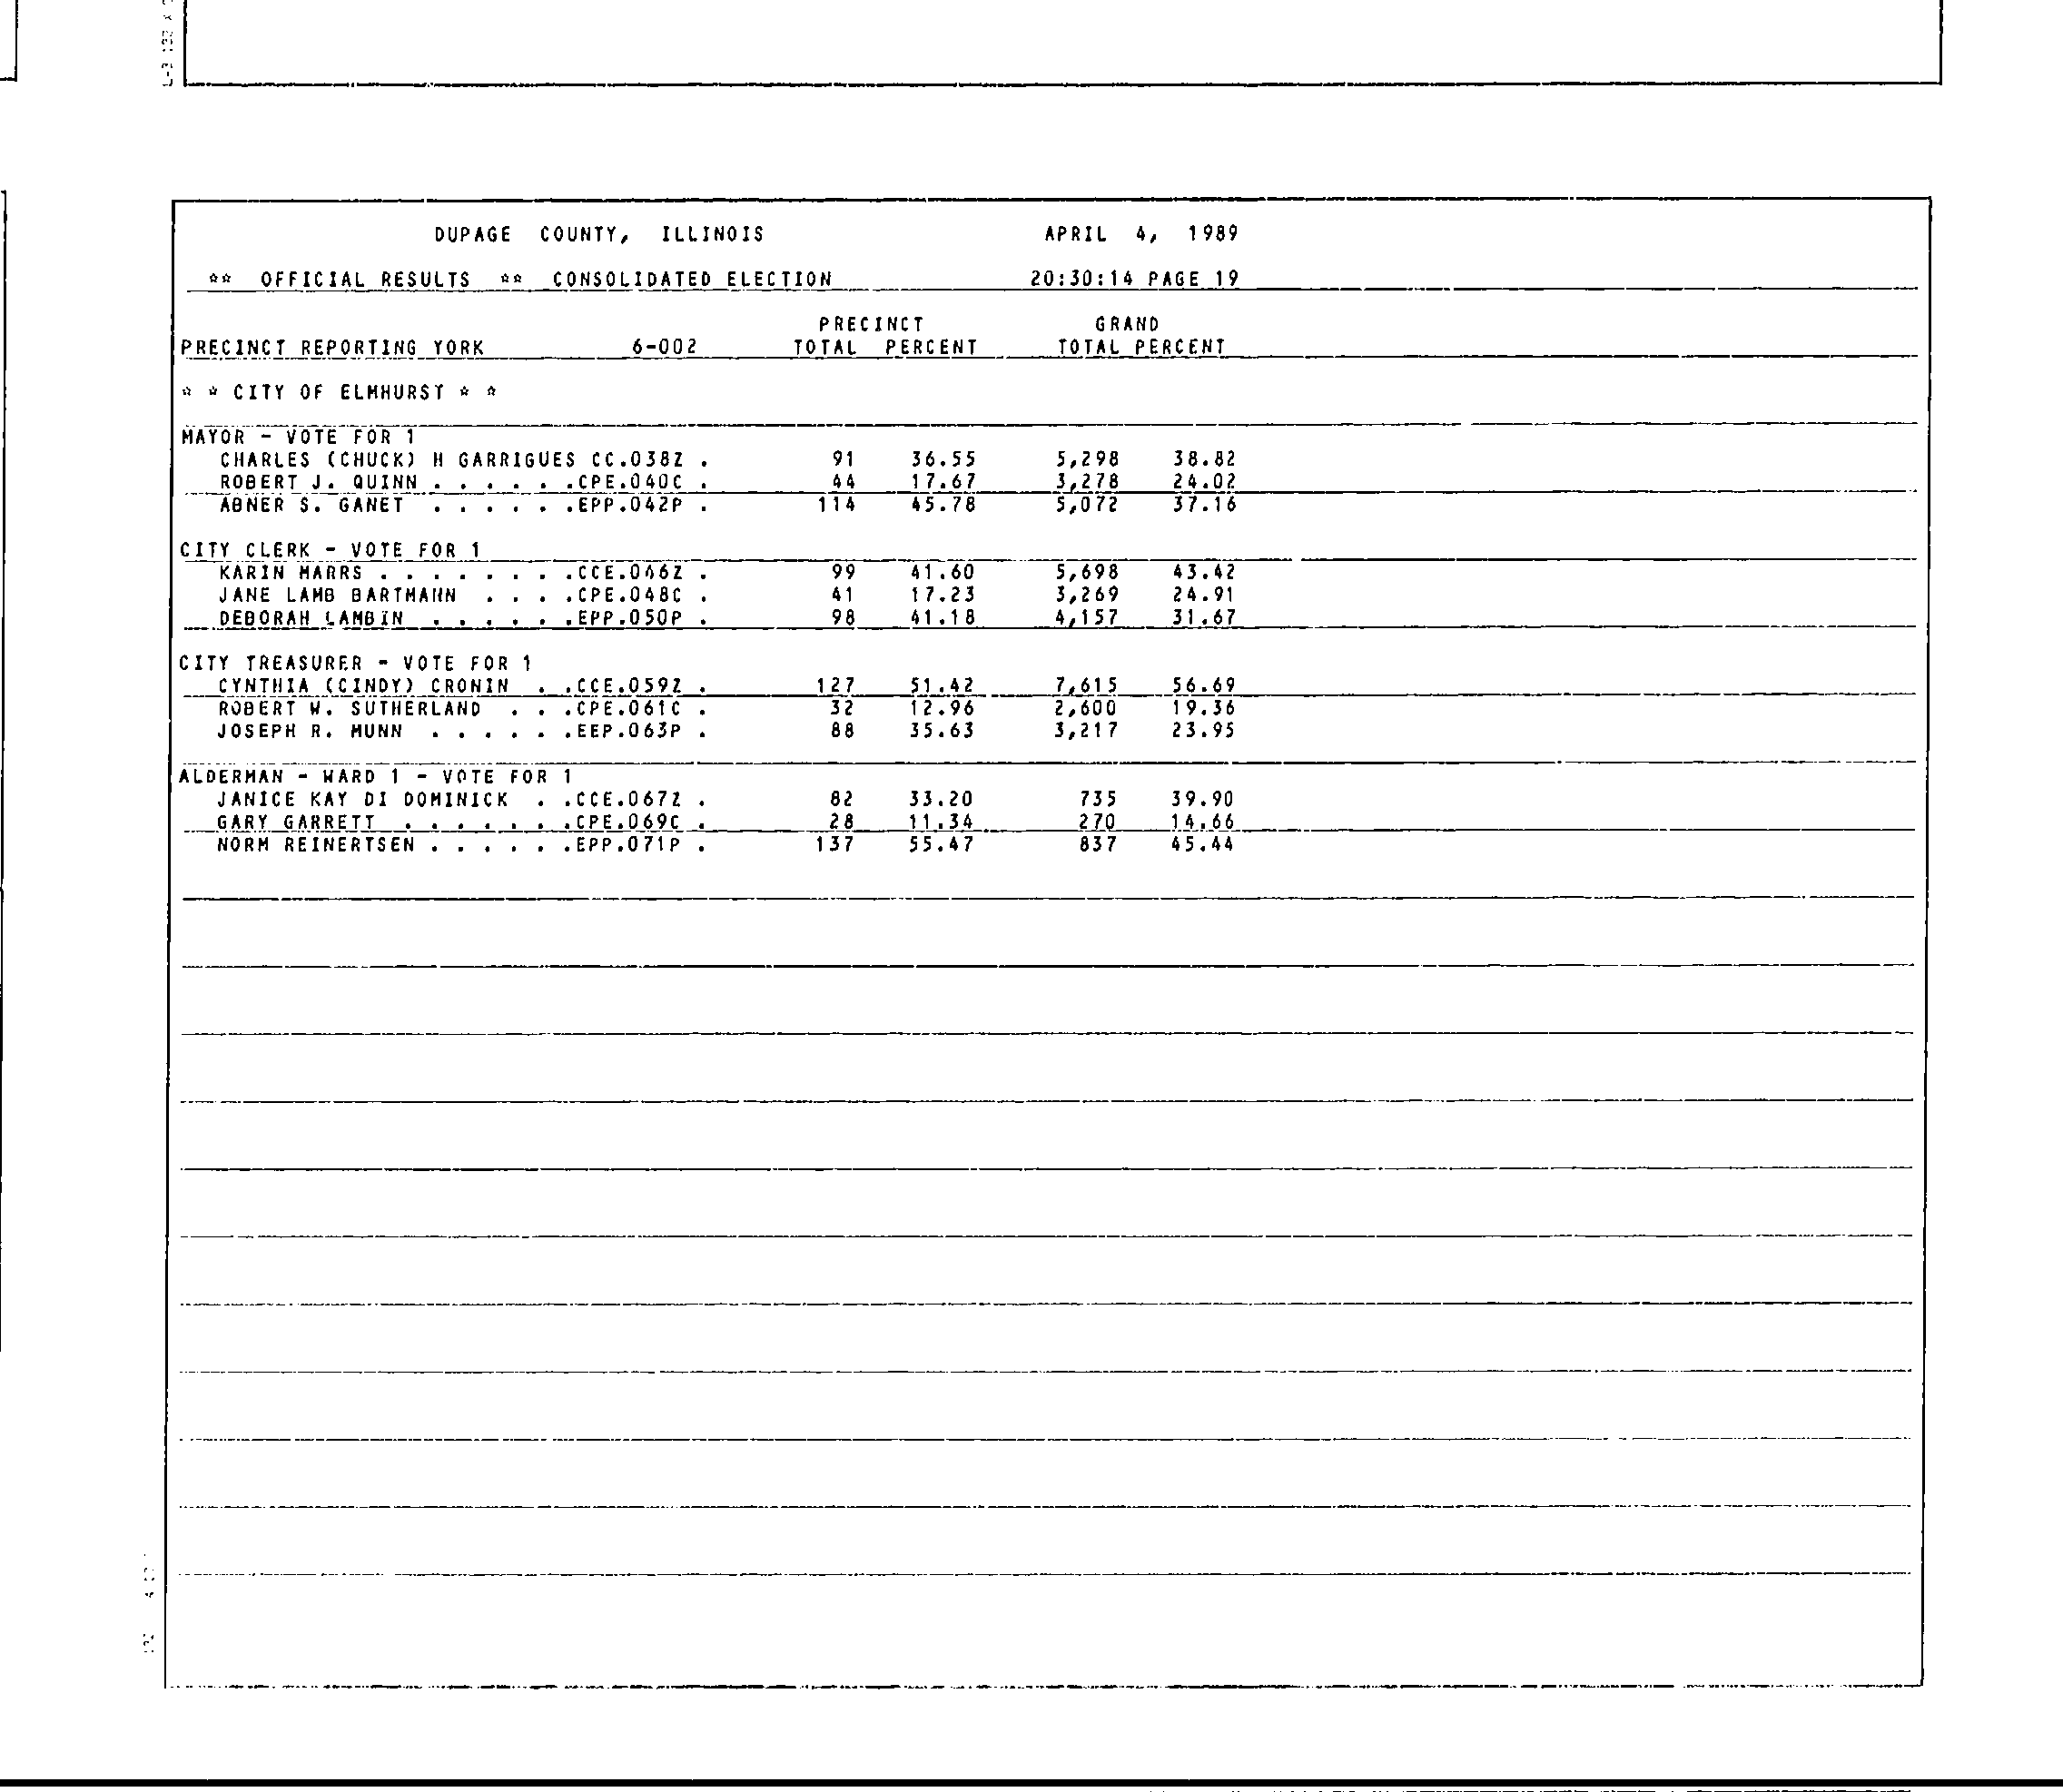 DUPAGE COUNTY, ILLINOIS APRIL 4, 1989
** OFFICIAL RESULTS ** CONSOLIDATED ELECTION 20:30:14 PAGE 19
PRECINCT GRAND
PRECINCT REPORTING YORK 6-002 TOTAL PERCENT TOTAL PERCENT
* * CITY OF ELMHURST * *
MAYOR - VOTE FOR 1
CHARLES (CHUCK) H GARRIGUES CC.038Z . 91 36.55 5,298 38.82
ROBERT J. QUINN . . . . . .CPE.040C . 44 17.67 3,278 24.02
ABNER S. GANET . . . . . .EPP.042P . 114 45.78 5,072 37.16
CITY CLERK - VOTE FOR 1
KARIN MARRS . . . . . . . .CCE.046Z . 99 41.60 5,698 43.42
JANE LAMB BARTMANN . . . .CPE.048C . 41 17.23 3,269 24.91
DEBORAH LAMBIN . . . . . .EPP.050P . 98 41.18 4,157 31.67
CITY TREASURER - VOTE FOR 1
CYNTHIA (CINDY) CRONIN . .CCE.059Z . 127 51.42 7,615 56.69
ROBERT W. SUTHERLAND . . .CPE.061C . 32 12.96 2,600 19.36
JOSEPH R. MUNN . . . . . .EEP.063P . 88 35.63 3,217 23.95
ALDERMAN - WARD 1 - VOTE FOR 1
JANICE KAY DI DOMINICK . .CCE.067Z . 82 33.20 735 39.90
GARY GARRETT . . . . . . .CPE.069C . 28 11.34 270 14.66
NORM REINERTSEN . . . . . .EPP.071P . 137 55.47 837 45.44